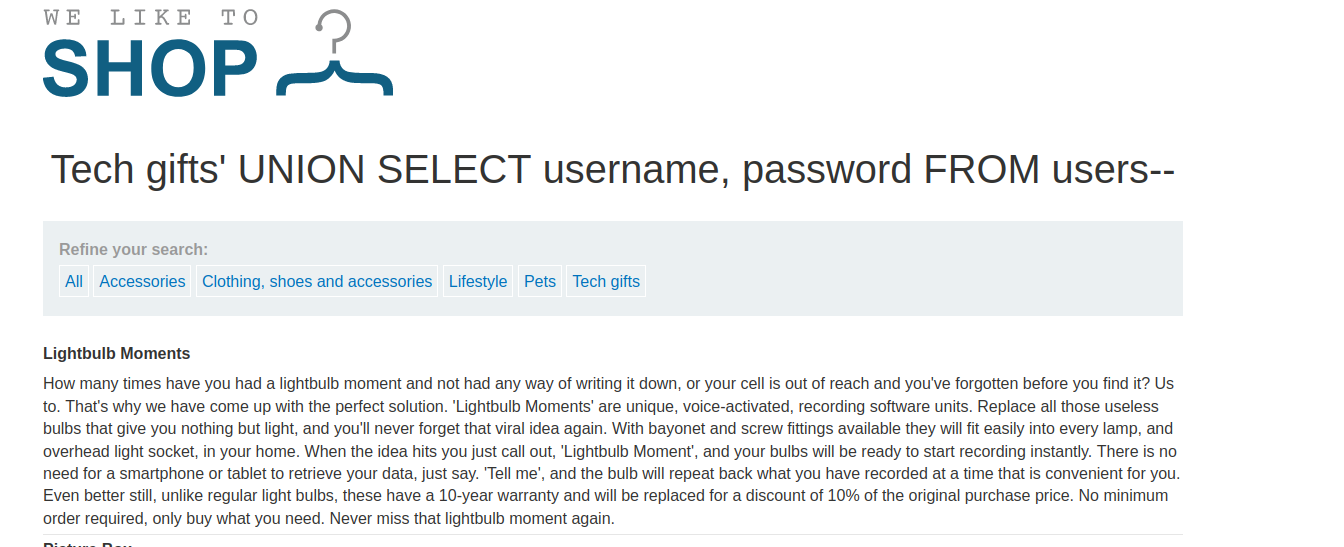 WE LIKE TO
SHOP
Tech gifts' UNION SELECT username, password FROM users--
Refine your search:
All Accessories Clothing, shoes and accessories Lifestyle Pets Tech gifts
Lightbulb Moments
How many times have you had a lightbulb moment and not had any way of writing it down, or your cell is out of reach and you've forgotten before you find it? Us
to. That's why we have come up with the perfect solution. 'Lightbulb Moments' are unique, voice-activated, recording software units. Replace all those useless
bulbs that give you nothing but light, and you'll never forget that viral idea again. With bayonet and screw fittings available they will fit easily into every lamp, and
overhead light socket, in your home. When the idea hits you just call out, 'Lightbulb Moment', and your bulbs will be ready to start recording instantly. There is no
need for a smartphone or tablet to retrieve your data, just say. 'Tell me', and the bulb will repeat back what you have recorded at a time that is convenient for you.
Even better still, unlike regular light bulbs, these have a 10-year warranty and will be replaced for a discount of 10% of the original purchase price. No minimum
order required, only buy what you need. Never miss that lightbulb moment again.
Picture Box